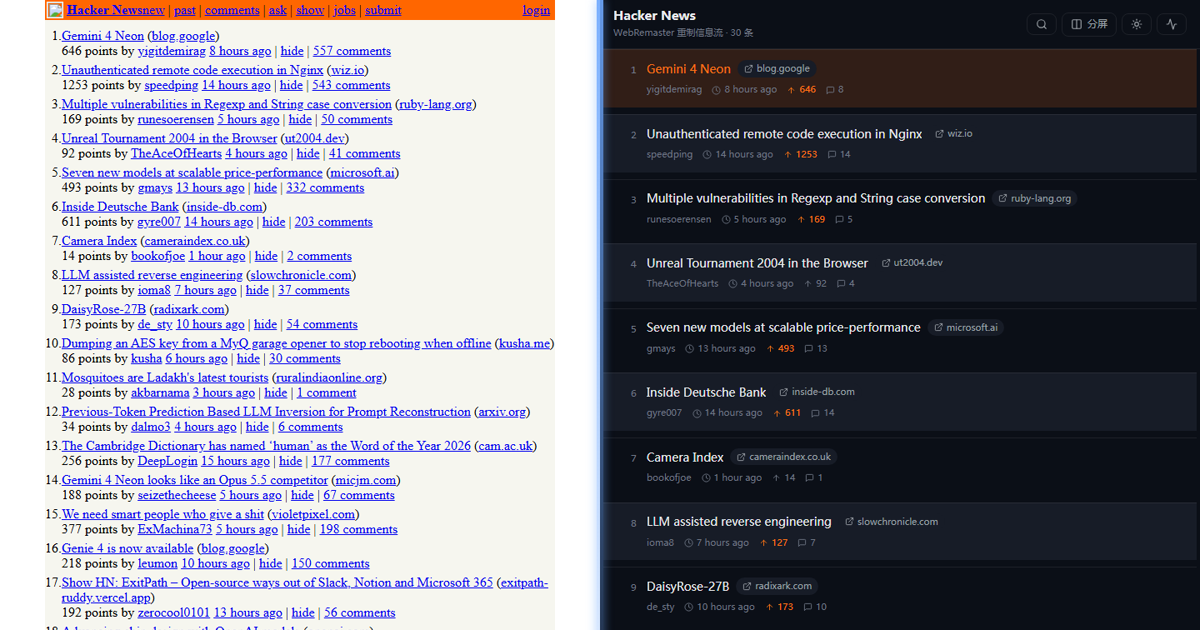 Hacker News new | past | comments | ask | show | jobs | submit login
1. Gemini 4 Neon (blog.google)
646 points by yigitdemirag 8 hours ago | hide | 557 comments
2. Unauthenticated remote code execution in Nginx (wiz.io)
1253 points by speedping 14 hours ago | hide | 543 comments
3. Multiple vulnerabilities in Regexp and String case conversion (ruby-lang.org)
169 points by runesoerensen 5 hours ago | hide | 50 comments
4. Unreal Tournament 2004 in the Browser (ut2004.dev)
92 points by TheAceOfHearts 4 hours ago | hide | 41 comments
5. Seven new models at scalable price-performance (microsoft.ai)
493 points by gmays 13 hours ago | hide | 332 comments
6. Inside Deutsche Bank (inside-db.com)
611 points by gyre007 14 hours ago | hide | 203 comments
7. Camera Index (cameraindex.co.uk)
14 points by bookofjoe 1 hour ago | hide | 2 comments
8. LLM assisted reverse engineering (slowchronicle.com)
127 points by ioma8 7 hours ago | hide | 37 comments
9. DaisyRose-27B (radixark.com)
173 points by de_sty 10 hours ago | hide | 54 comments
10. Dumping an AES key from a MyQ garage opener to stop rebooting when offline (kusha.me)
86 points by kusha 6 hours ago | hide | 30 comments
11. Mosquitoes are Ladakh's latest tourists (ruralindiaonline.org)
28 points by akbarnama 3 hours ago | hide | 1 comment
12. Previous-Token Prediction Based LLM Inversion for Prompt Reconstruction (arxiv.org)
34 points by dalmo3 4 hours ago | hide | 6 comments
13. The Cambridge Dictionary has named ‘human’ as the Word of the Year 2026 (cam.ac.uk)
256 points by DeepLogin 15 hours ago | hide | 177 comments
14. Gemini 4 Neon looks like an Opus 5.5 competitor (micjm.com)
188 points by seizethecheese 5 hours ago | hide | 67 comments
15. We need smart people who give a shit (violetpixel.com)
377 points by ExMachina73 5 hours ago | hide | 198 comments
16. Genie 4 is now available (blog.google)
218 points by leumon 10 hours ago | hide | 150 comments
17. Show HN: ExitPath – Open-source ways out of Slack, Notion and Microsoft 365 (exitpath-
ruddy.vercel.app)
192 points by zerocool0101 13 hours ago | hide | 56 comments
Hacker News
WebRemaster 重制信息流 · 30 条
分屏
1 Gemini 4 Neon blog.google
yigitdemirag 8 hours ago 646 8
2 Unauthenticated remote code execution in Nginx wiz.io
speedping 14 hours ago 1253 14
3 Multiple vulnerabilities in Regexp and String case conversion ruby-lang.org
runesoerensen 5 hours ago 169 5
4 Unreal Tournament 2004 in the Browser ut2004.dev
TheAceOfHearts 4 hours ago 92 4
5 Seven new models at scalable price-performance microsoft.ai
gmays 13 hours ago 493 13
6 Inside Deutsche Bank inside-db.com
gyre007 14 hours ago 611 14
7 Camera Index cameraindex.co.uk
bookofjoe 1 hour ago 14 1
8 LLM assisted reverse engineering slowchronicle.com
ioma8 7 hours ago 127 7
9 DaisyRose-27B radixark.com
de_sty 10 hours ago 173 10